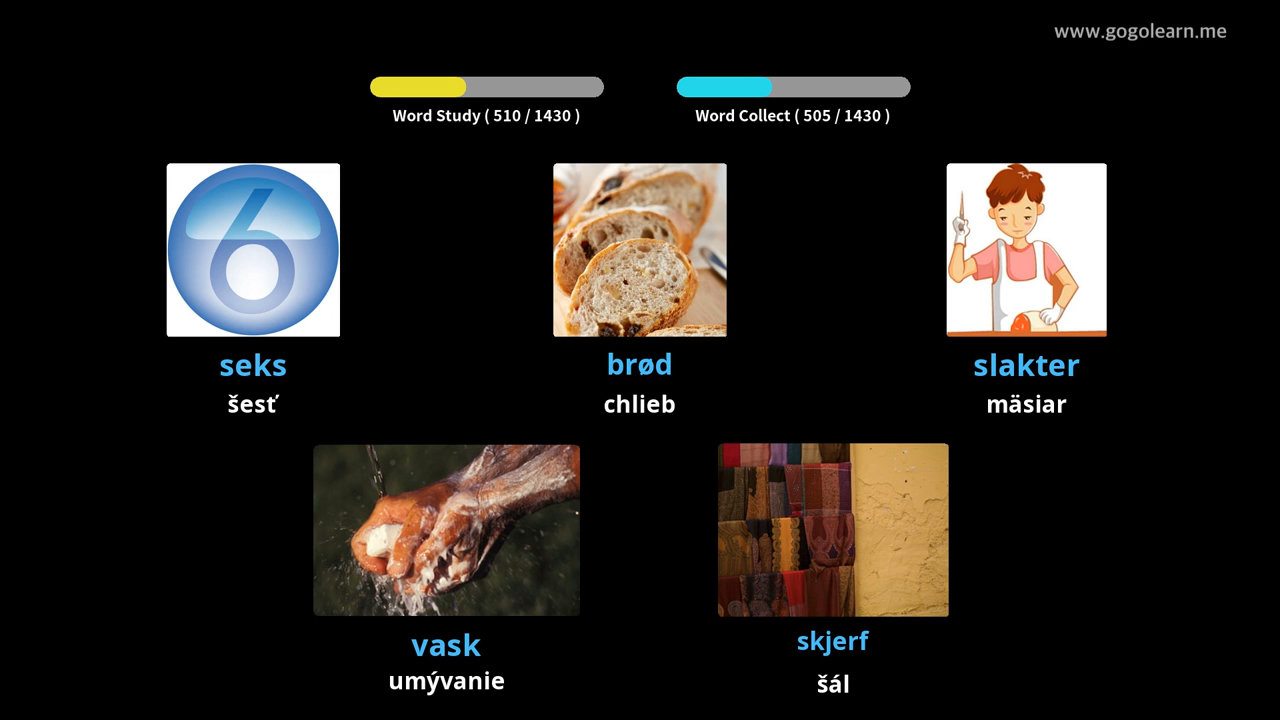 www.gogolearn.me
Word Study ( 510 / 1430 )
Word Collect ( 505 / 1430 )
6
seks
brød
slakter
šesť
chlieb
mäsiar
vask
skjerf
umývanie
šál